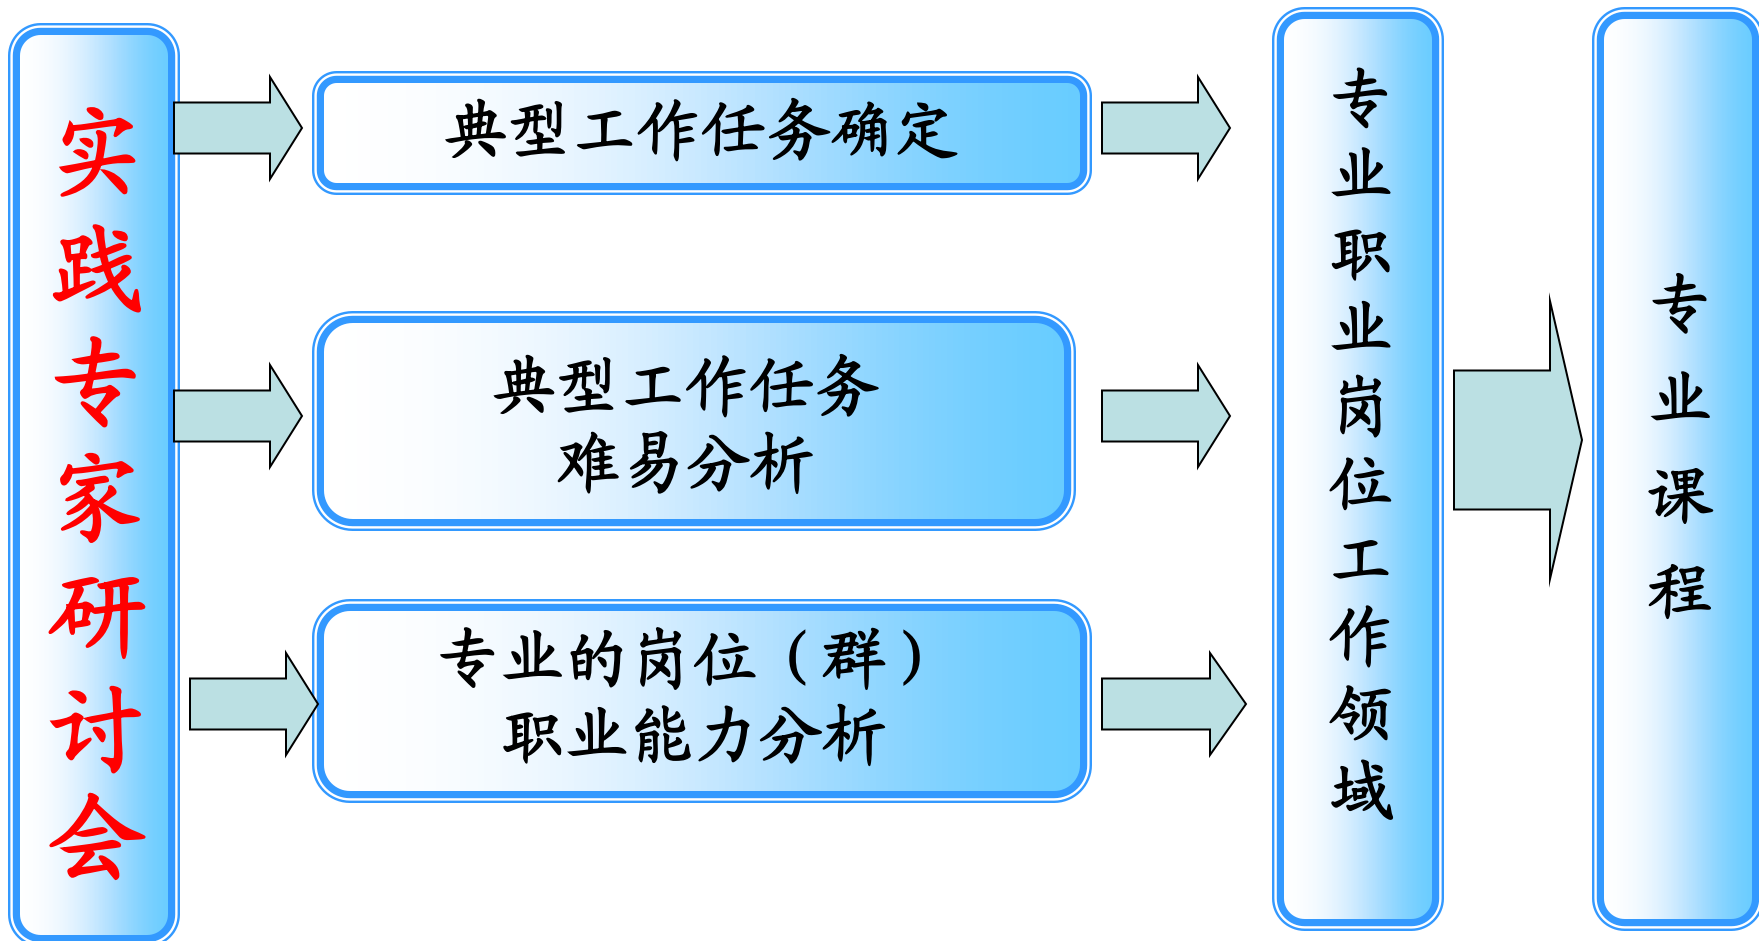 实践专家研讨会
典型工作任务确定
典型工作任务
难易分析
专业的岗位（群）
职业能力分析
专业职业岗位工作领域
专业课程